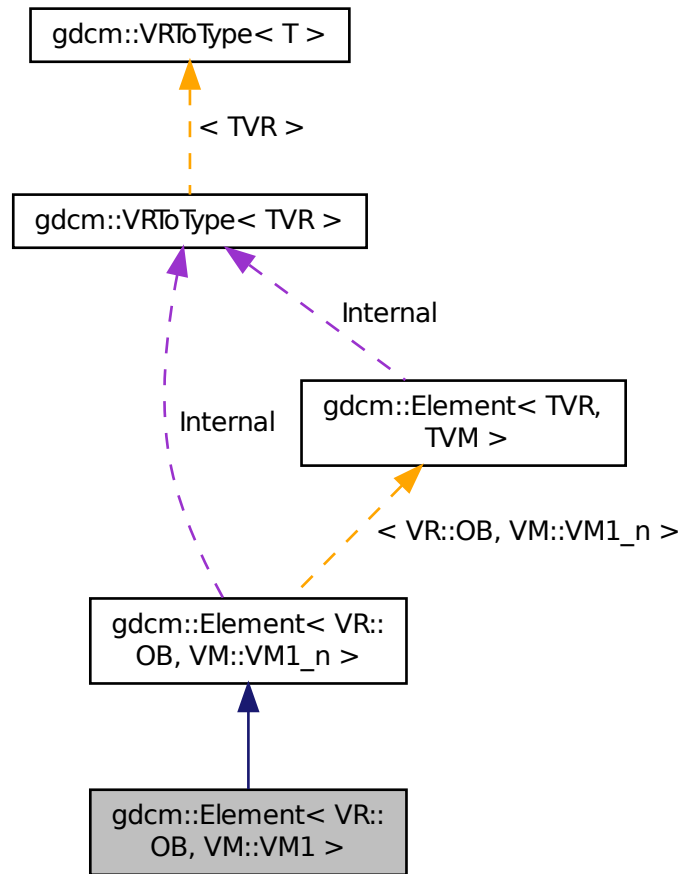 gdcm::VRToType< T >
< TVR >
gdcm::VRToType< TVR >
Internal
gdcm::Element< TVR,
TVM >
Internal
< VR::OB, VM::VM1_n >
gdcm::Element< VR::
OB, VM::VM1_n >
gdcm::Element< VR::
OB, VM::VM1 >